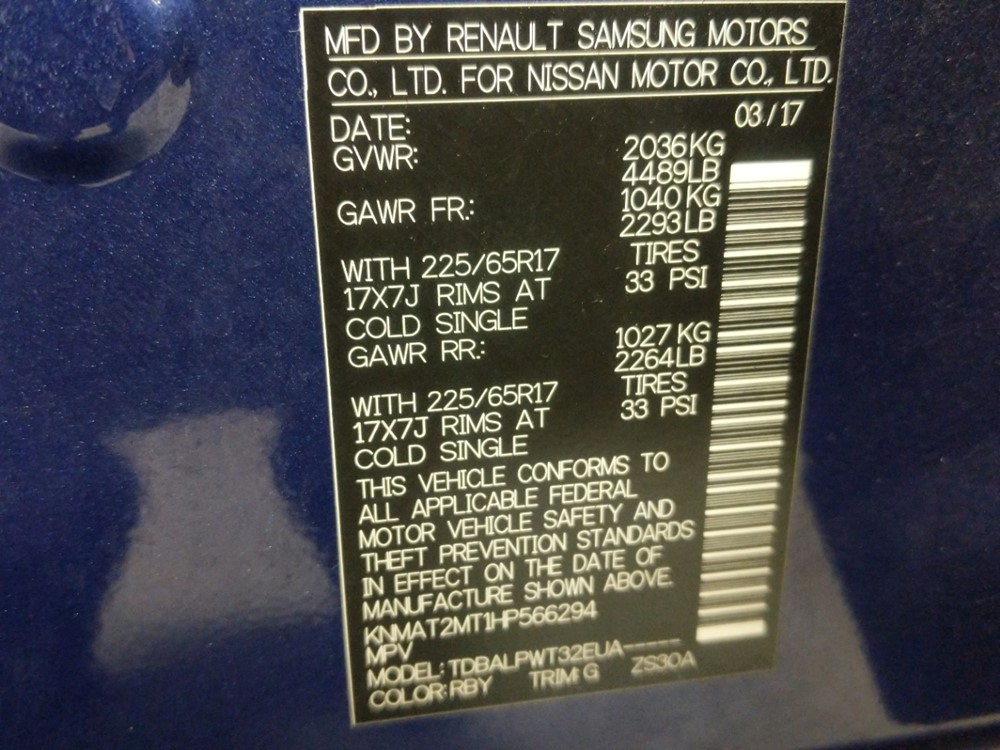 MFD BY RENAULT SAMSUNG MOTORS
CO., LTD. FOR NISSAN MOTOR CO., LTD.
DATE: 03/17
GVWR: 2036KG
4489LB
GAWR FR.: 1040KG
2293LB
WITH 225/65R17 TIRES
17X7J RIMS AT 33 PSI
COLD SINGLE
GAWR RR.: 1027KG
2264LB
WITH 225/65R17 TIRES
17X7J RIMS AT 33 PSI
COLD SINGLE
THIS VEHICLE CONFORMS TO
ALL APPLICABLE FEDERAL
MOTOR VEHICLE SAFETY AND
THEFT PREVENTION STANDARDS
IN EFFECT ON THE DATE OF
MANUFACTURE SHOWN ABOVE.
KNMAT2MT1HP566294
MPV
MODEL: TDBALPWT32EUA-----
COLOR:RBY TRIM:G ZS30A